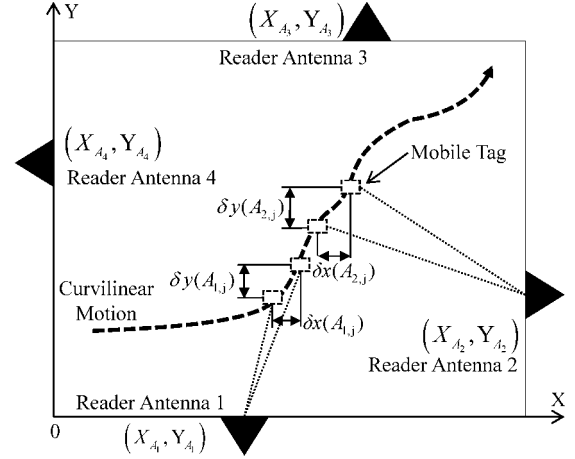 Y
(X_{A_3}, Y_{A_3})
Reader Antenna 3
(X_{A_4}, Y_{A_4})
Reader Antenna 4
Mobile Tag
δy(A_{2,j})
δx(A_{2,j})
δy(A_{1,j})
Curvilinear
Motion
δx(A_{1,j})
(X_{A_2}, Y_{A_2})
Reader Antenna 2
Reader Antenna 1
X
0
(X_{A_1}, Y_{A_1})